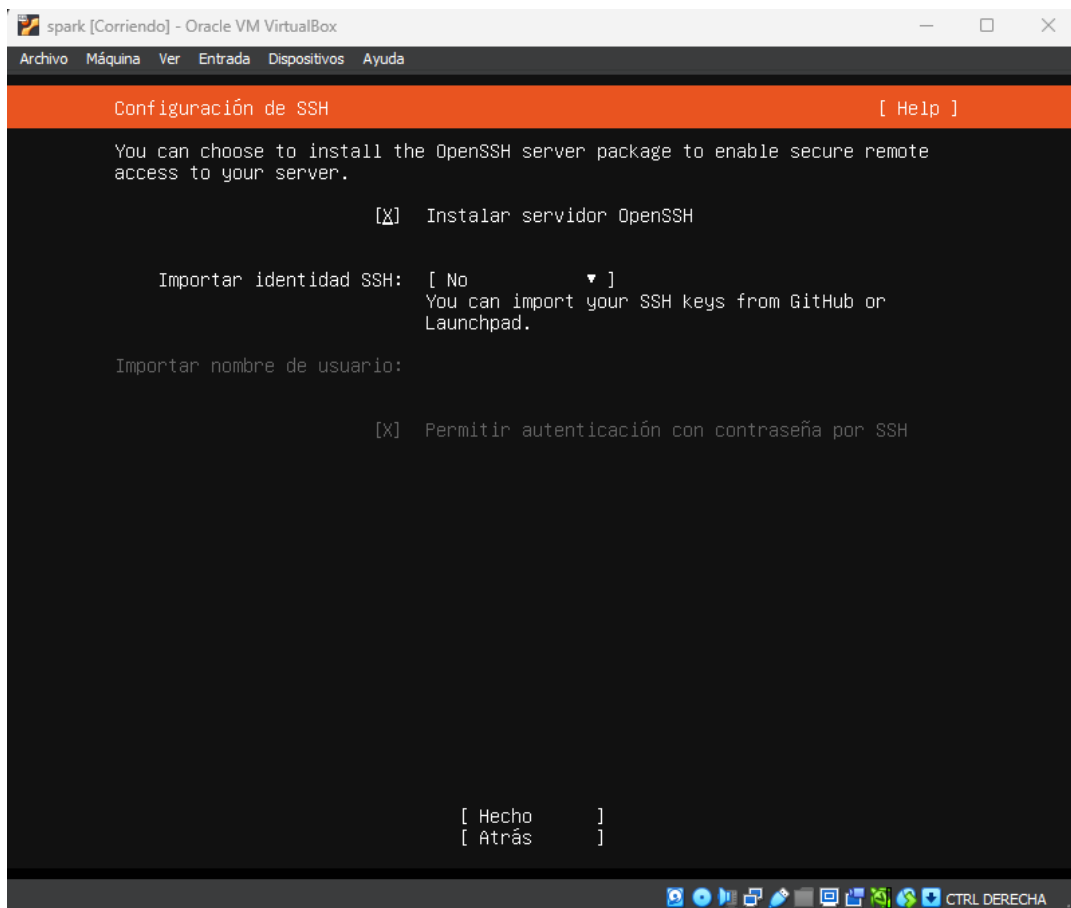 spark [Corriendo] - Oracle VM VirtualBox
Archivo Máquina Ver Entrada Dispositivos Ayuda
Configuración de SSH [ Help ]
You can choose to install the OpenSSH server package to enable secure remote
access to your server.
[X] Instalar servidor OpenSSH
Importar identidad SSH: [ No ▾ ]
You can import your SSH keys from GitHub or
Launchpad.
Importar nombre de usuario:
[X] Permitir autenticación con contraseña por SSH
[ Hecho ]
[ Atrás ]
CTRL DERECHA